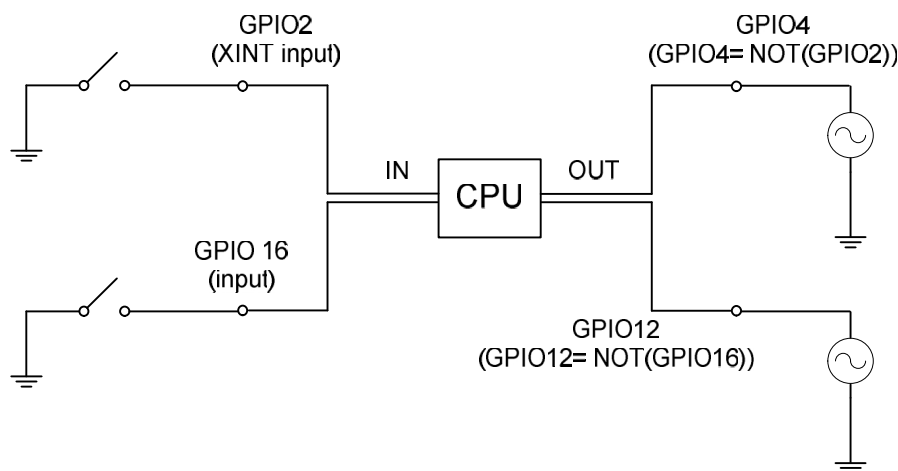 GPIO2
(XINT input)
GPIO4
(GPIO4= NOT(GPIO2))
IN
CPU
OUT
GPIO 16
(input)
GPIO12
(GPIO12= NOT(GPIO16))